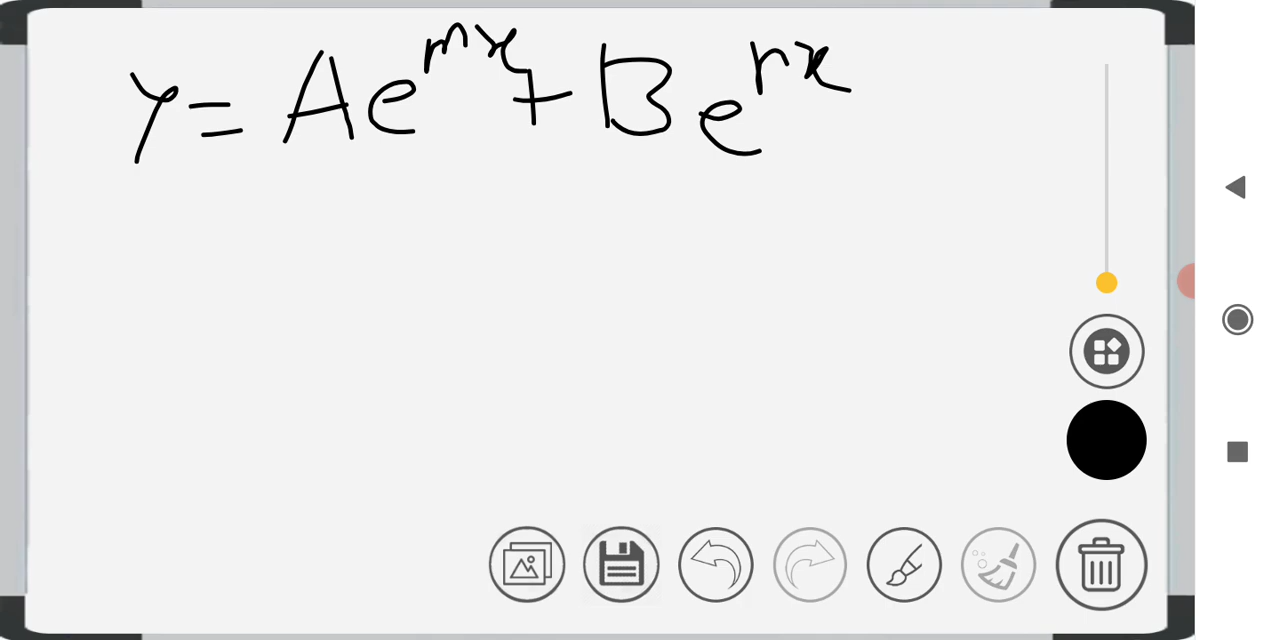 y = Ae^{mx} + Be^{nx}